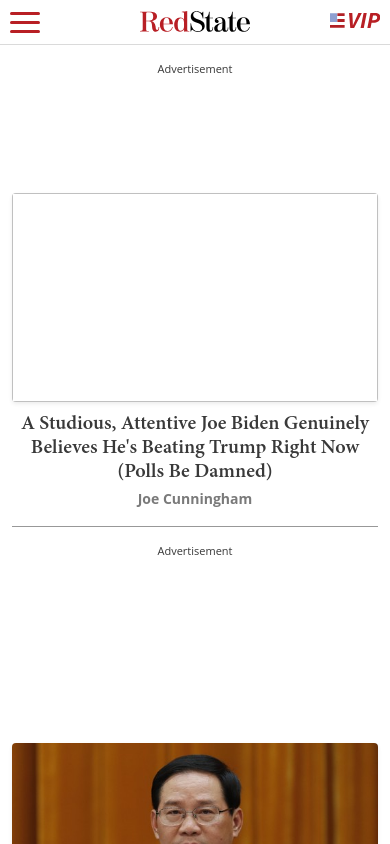 RedState
VIP
Advertisement
A Studious, Attentive Joe Biden Genuinely
Believes He's Beating Trump Right Now
(Polls Be Damned)
Joe Cunningham
Advertisement